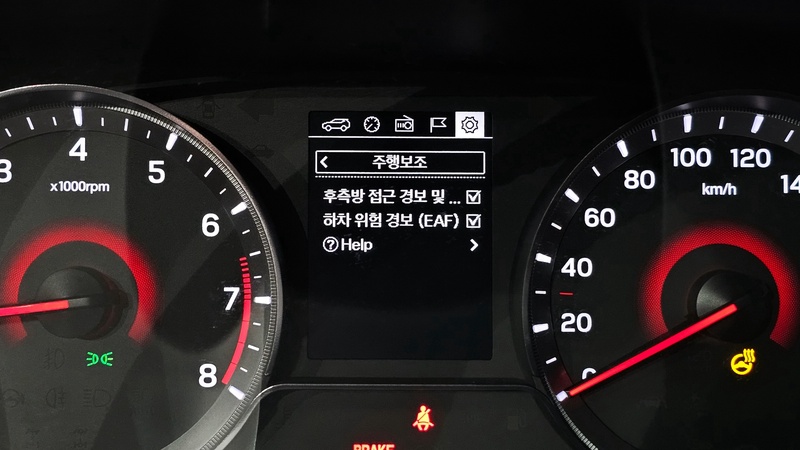 주행보조
후측방 접근 경보 및 ...
하차 위험 경보 (EAF)
Help
3 4 5 6 7 8
x1000rpm
0 20 40 60 80 100 120
km/h
BRAKE